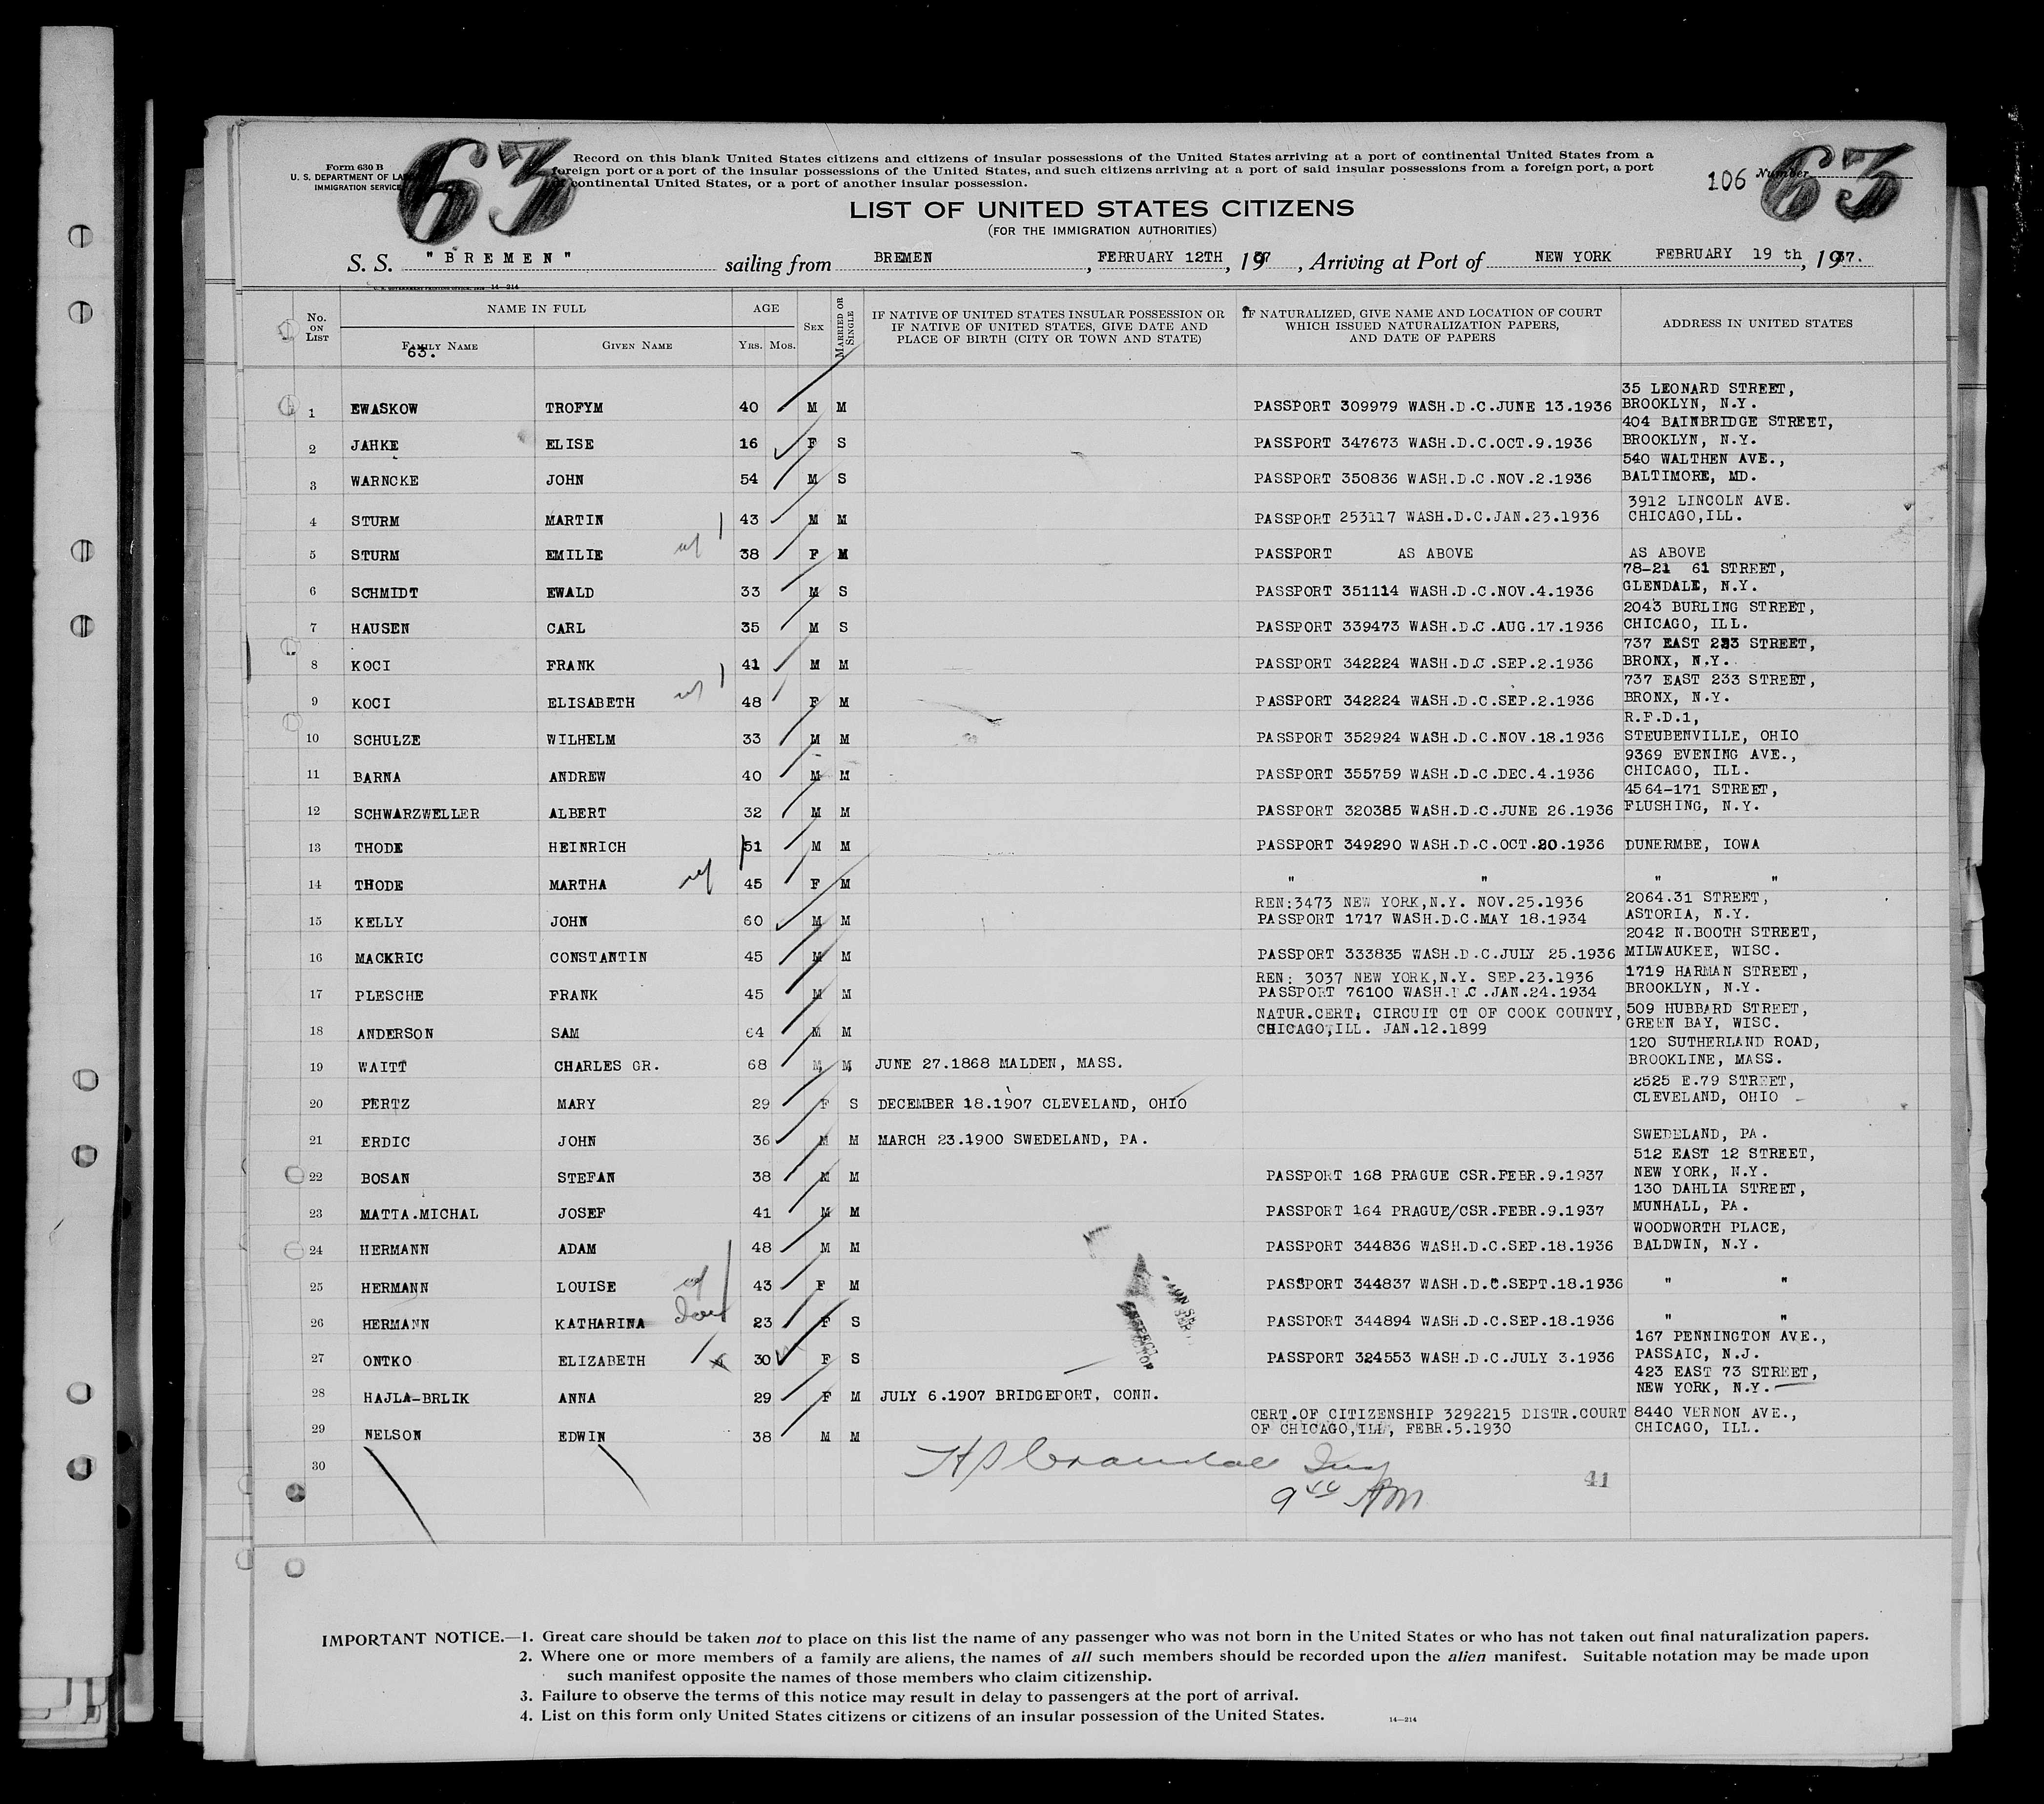 63
63
Form 630 B
U. S. DEPARTMENT OF LA
IMMIGRATION SERVICE
Record on this blank United States citizens and citizens of insular possessions of the United States arriving at a port of continental United States from a
foreign port or a port of the insular possessions of the United States, and such citizens arriving at a port of said insular possessions from a foreign port, a port
of continental United States, or a port of another insular possession.
106 Number
LIST OF UNITED STATES CITIZENS
(FOR THE IMMIGRATION AUTHORITIES)
S. S. "BREMEN" sailing from BREMEN, FEBRUARY 12TH, 1937, Arriving at Port of NEW YORK FEBRUARY 19 th, 1937.
No. ON LIST NAME IN FULL AGE SEX MARRIED OR SINGLE IF NATIVE OF UNITED STATES INSULAR POSSESSION OR IF NATIVE OF UNITED STATES, GIVE DATE AND PLACE OF BIRTH (CITY OR TOWN AND STATE) IF NATURALIZED, GIVE NAME AND LOCATION OF COURT WHICH ISSUED NATURALIZATION PAPERS, AND DATE OF PAPERS ADDRESS IN UNITED STATES
FAMILY NAME GIVEN NAME YRS. MOS.
63.
1 EWASKOW TROFYM 40 M M PASSPORT 309979 WASH.D.C.JUNE 13.1936 35 LEONARD STREET, BROOKLYN, N.Y.
2 JAHKE ELISE 16 F S PASSPORT 347673 WASH.D.C.OCT.9.1936 404 BAINBRIDGE STREET, BROOKLYN, N.Y.
3 WARNCKE JOHN 54 M S PASSPORT 350836 WASH.D.C.NOV.2.1936 540 WALTHEN AVE., BALTIMORE, MD.
4 STURM MARTIN 43 M M PASSPORT 253117 WASH.D.C.JAN.23.1936 3912 LINCOLN AVE. CHICAGO,ILL.
5 STURM EMILIE wf 38 F M PASSPORT AS ABOVE AS ABOVE
6 SCHMIDT EWALD 33 M S PASSPORT 351114 WASH.D.C.NOV.4.1936 78-21 61 STREET, GLENDALE, N.Y.
7 HAUSEN CARL 35 M S PASSPORT 339473 WASH.D.C.AUG.17.1936 2043 BURLING STREET, CHICAGO, ILL.
8 KOCI FRANK 41 M M PASSPORT 342224 WASH.D.C.SEP.2.1936 737 EAST 233 STREET, BRONX, N.Y.
9 KOCI ELISABETH wf 48 F M PASSPORT 342224 WASH.D.C.SEP.2.1936 737 EAST 233 STREET, BRONX, N.Y.
10 SCHULZE WILHELM 33 M M PASSPORT 352924 WASH.D.C.NOV.18.1936 R.F.D.1, STEUBENVILLE, OHIO
11 BARNA ANDREW 40 M M PASSPORT 355759 WASH.D.C.DEC.4.1936 9369 EVENING AVE., CHICAGO, ILL.
12 SCHWARZWELLER ALBERT 32 M M PASSPORT 320385 WASH.D.C.JUNE 26.1936 4564-171 STREET, FLUSHING, N.Y.
13 THODE HEINRICH 51 M M PASSPORT 349290 WASH.D.C.OCT.20.1936 DUNERMBE, IOWA
14 THODE MARTHA wf 45 F M " " " "
15 KELLY JOHN 60 M M REN:3473 NEW YORK,N.Y. NOV.25.1936 PASSPORT 1717 WASH.D.C.MAY 18.1934 2064.31 STREET, ASTORIA, N.Y.
16 MACKRIC CONSTANTIN 45 M M PASSPORT 333835 WASH.D.C.JULY 25.1936 2042 N.BOOTH STREET, MILWAUKEE, WISC.
17 PLESCHE FRANK 45 M M REN: 3037 NEW YORK,N.Y. SEP.23.1936 PASSPORT 76100 WASH.D.C.JAN.24.1934 1719 HARMAN STREET, BROOKLYN, N.Y.
18 ANDERSON SAM 64 M M NATUR.CERT; CIRCUIT CT OF COOK COUNTY, CHICAGO,ILL. JAN.12.1899 509 HUBBARD STREET, GREEN BAY, WISC.
19 WAITT CHARLES GR. 68 M M JUNE 27.1868 MALDEN, MASS. 120 SUTHERLAND ROAD, BROOKLINE, MASS.
20 PERTZ MARY 29 F S DECEMBER 18.1907 CLEVELAND, OHIO 2525 E.79 STREET, CLEVELAND, OHIO
21 ERDIC JOHN 36 M M MARCH 23.1900 SWEDELAND, PA. SWEDELAND, PA.
22 BOSAN STEFAN 38 M M PASSPORT 168 PRAGUE CSR.FEBR.9.1937 512 EAST 12 STREET, NEW YORK, N.Y.
23 MATTA.MICHAL JOSEF 41 M M PASSPORT 164 PRAGUE/CSR.FEBR.9.1937 130 DAHLIA STREET, MUNHALL, PA.
24 HERMANN ADAM 48 M M PASSPORT 344836 WASH.D.C.SEP.18.1936 WOODWORTH PLACE, BALDWIN, N.Y.
25 HERMANN LOUISE wf 43 F M PASSPORT 344837 WASH.D.C.SEPT.18.1936 " "
26 HERMANN KATHARINA dau 23 F S PASSPORT 344894 WASH.D.C.SEP.18.1936 " "
27 ONTKO ELIZABETH 30 F S PASSPORT 324553 WASH.D.C.JULY 3.1936 167 PENNINGTON AVE., PASSAIC, N.J.
28 HAJLA-BRLIK ANNA 29 F M JULY 6.1907 BRIDGEPORT, CONN. 423 EAST 73 STREET, NEW YORK, N.Y.
29 NELSON EDWIN 38 M M CERT.OF CITIZENSHIP 3292215 DISTR.COURT OF CHICAGO,ILL, FEBR.5.1930 8440 VERNON AVE., CHICAGO, ILL.
30
9 40 AM
41
IMPORTANT NOTICE.—1. Great care should be taken not to place on this list the name of any passenger who was not born in the United States or who has not taken out final naturalization papers.
2. Where one or more members of a family are aliens, the names of all such members should be recorded upon the alien manifest. Suitable notation may be made upon
such manifest opposite the names of those members who claim citizenship.
3. Failure to observe the terms of this notice may result in delay to passengers at the port of arrival.
4. List on this form only United States citizens or citizens of an insular possession of the United States.
14—214